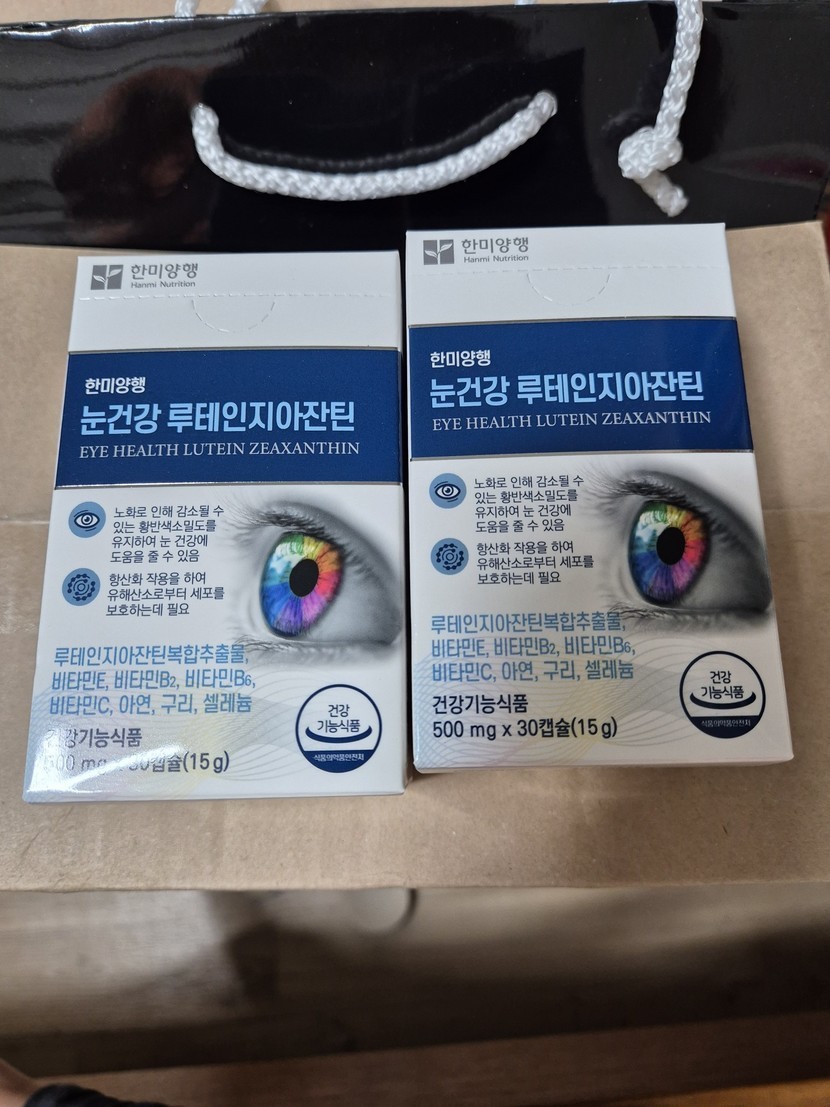 한미양행
Hanmi Nutrition
한미양행
눈건강 루테인지아잔틴
EYE HEALTH LUTEIN ZEAXANTHIN
노화로 인해 감소될 수
있는 황반색소밀도를
유지하여 눈 건강에
도움을 줄 수 있음
항산화 작용을 하여
유해산소로부터 세포를
보호하는데 필요
루테인지아잔틴복합추출물,
비타민E, 비타민B2, 비타민B6,
비타민C, 아연, 구리, 셀레늄
건강기능식품
500 mg x 30캡슐(15g)
건강
기능식품
식품의약품안전처
한미양행
Hanmi Nutrition
한미양행
눈건강 루테인지아잔틴
EYE HEALTH LUTEIN ZEAXANTHIN
노화로 인해 감소될 수
있는 황반색소밀도를
유지하여 눈 건강에
도움을 줄 수 있음
항산화 작용을 하여
유해산소로부터 세포를
보호하는데 필요
루테인지아잔틴복합추출물,
비타민E, 비타민B2, 비타민B6,
비타민C, 아연, 구리, 셀레늄
건강기능식품
500 mg x 30캡슐(15g)
건강
기능식품
식품의약품안전처